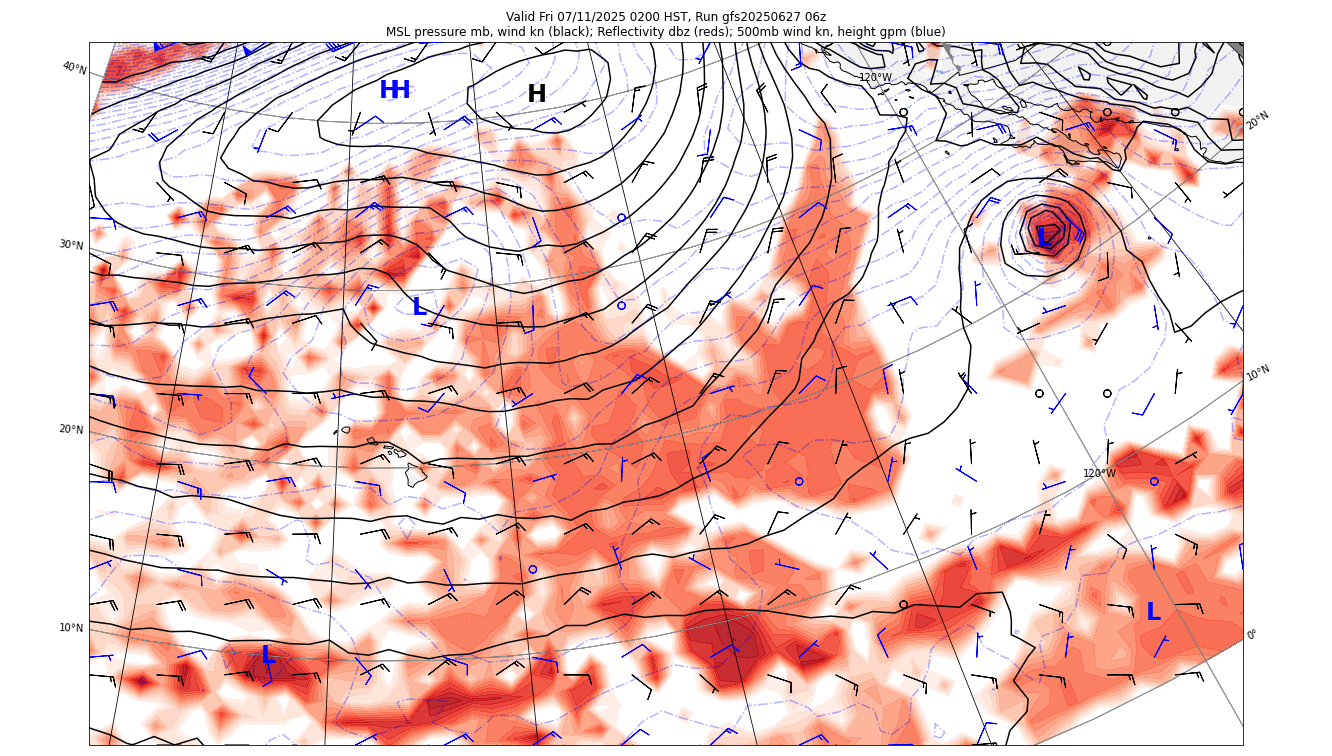 Valid Fri 07/11/2025 0200 HST, Run gfs20250627 06z
MSL pressure mb, wind kn (black); Reflectivity dbz (reds); 500mb wind kn, height gpm (blue)
40°N
HH
H
120°W
20°N
30°N
L
L
10°N
20°N
120°W
10°N
L
L
0°